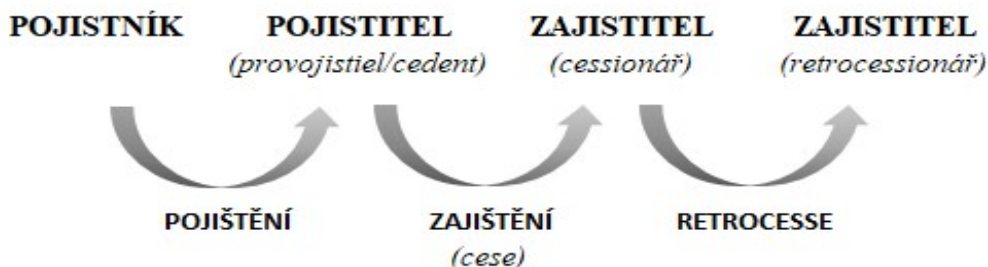 POJISTNÍK POJISTITEL ZAJISTITEL ZAJISTITEL
(provojistiel/cedent) (cessionář) (retrocessionář)
POJIŠTĚNÍ ZAJIŠTĚNÍ RETROCESSE
(cese)